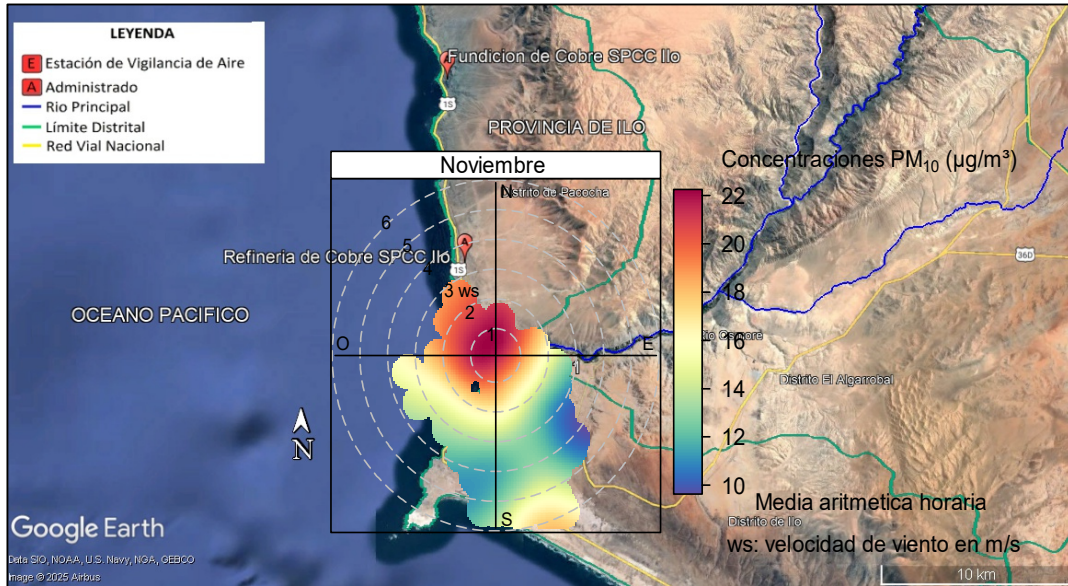 LEYENDA
E Estación de Vigilancia de Aire
A Administrado
Rio Principal
Límite Distrital
Red Vial Nacional
A
Fundicion de Cobre SPCC Ilo
1S
PROVINCIA DE ILO
Noviembre
Concentraciones PM₁₀ (µg/m³)
Distrito de Pacocha
N
22
6
5
4
3 ws
2
1
A
Refineria de Cobre SPCC Ilo
1S
20
36D
18
OCEANO PACIFICO
O
E
16
1
Distrito El Algarrobal
14
12
N
10
Media aritmetica horaria
S
Distrito de Ilo
ws: velocidad de viento en m/s
Google Earth
Data SIO, NOAA, U.S. Navy, NGA, GEBCO
Image © 2025 Airbus
10 km